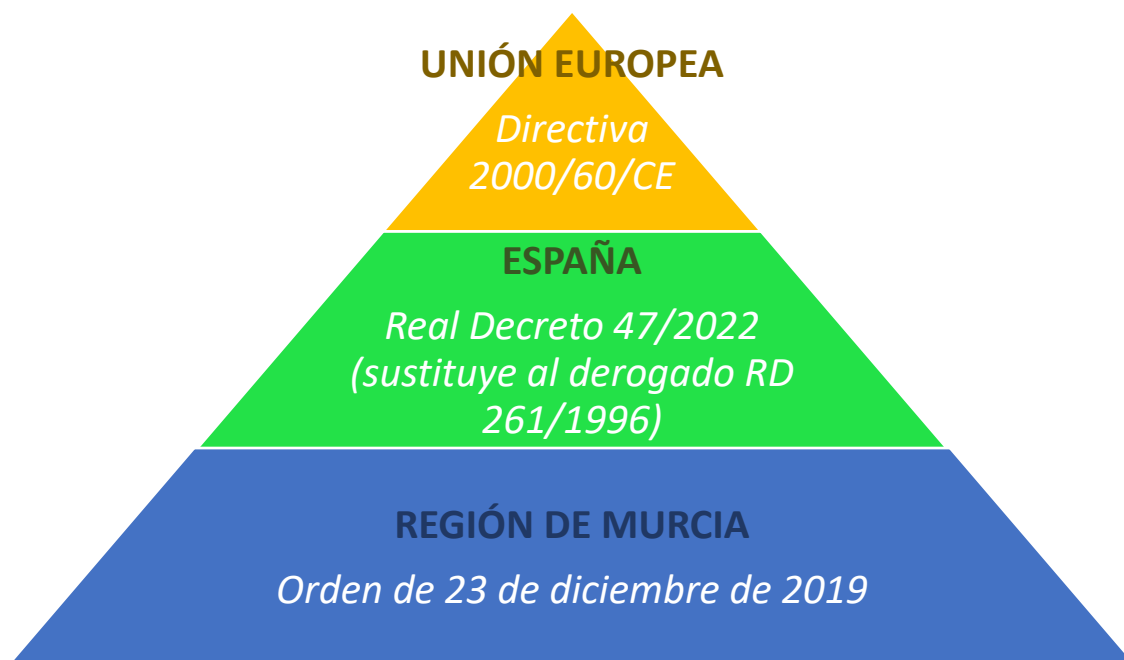 UNIÓN EUROPEA
Directiva
2000/60/CE
ESPAÑA
Real Decreto 47/2022
(sustituye al derogado RD
261/1996)
REGIÓN DE MURCIA
Orden de 23 de diciembre de 2019